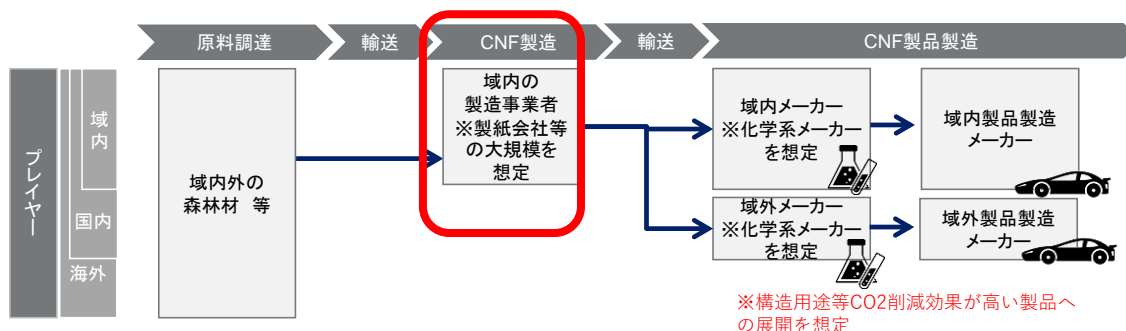 原料調達
輸送
CNF製造
輸送
CNF製品製造
プレイヤー
域内
国内
海外
域内外の
森林材 等
域内の
製造事業者
※製紙会社等
の大規模を
想定
域内メーカー
※化学系メーカー
を想定
域内製品製造
メーカー
域外メーカー
※化学系メーカー
を想定
域外製品製造
メーカー
※構造用途等CO2削減効果が高い製品へ
の展開を想定